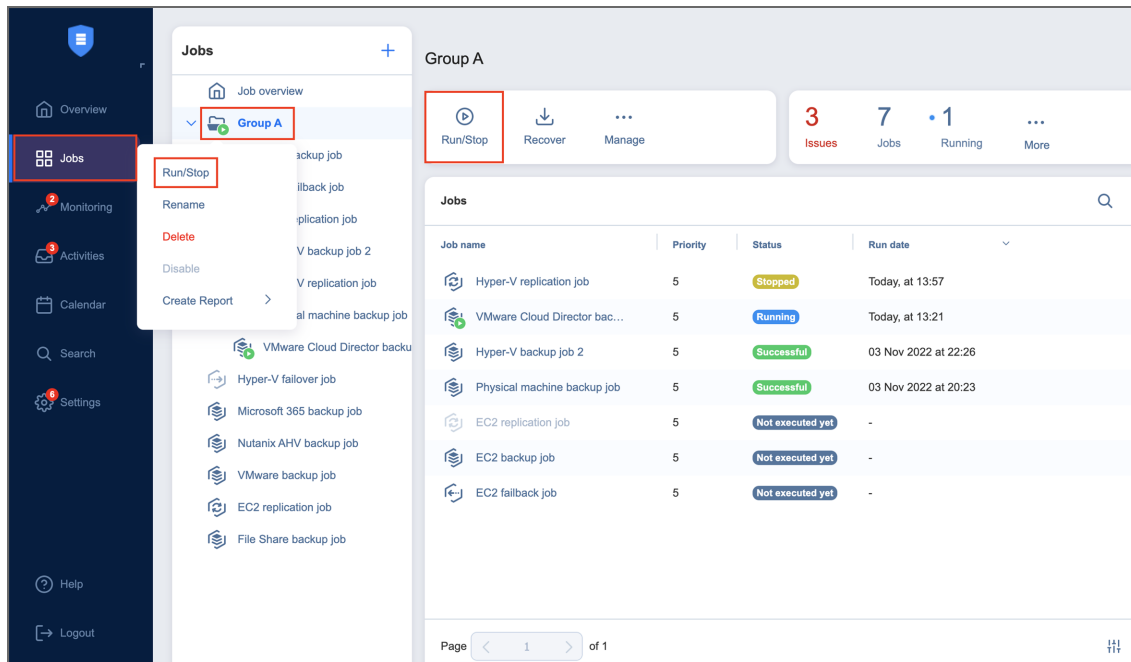 Overview
Jobs
2
Monitoring
3
Activities
Calendar
Search
6
Settings
Help
Logout
Jobs
Job overview
Group A
ackup job
ilback job
plication job
V backup job 2
V replication job
al machine backup job
VMware Cloud Director backu
Hyper-V failover job
Microsoft 365 backup job
Nutanix AHV backup job
VMware backup job
EC2 replication job
File Share backup job
Run/Stop
Rename
Delete
Disable
Create Report
Group A
Run/Stop Recover Manage
3 7 1
Issues Jobs Running More
Jobs
Job name Priority Status Run date
Hyper-V replication job 5 Stopped Today, at 13:57
VMware Cloud Director bac... 5 Running Today, at 13:21
Hyper-V backup job 2 5 Successful 03 Nov 2022 at 22:26
Physical machine backup job 5 Successful 03 Nov 2022 at 20:23
EC2 replication job 5 Not executed yet -
EC2 backup job 5 Not executed yet -
EC2 failback job 5 Not executed yet -
Page 1 of 1